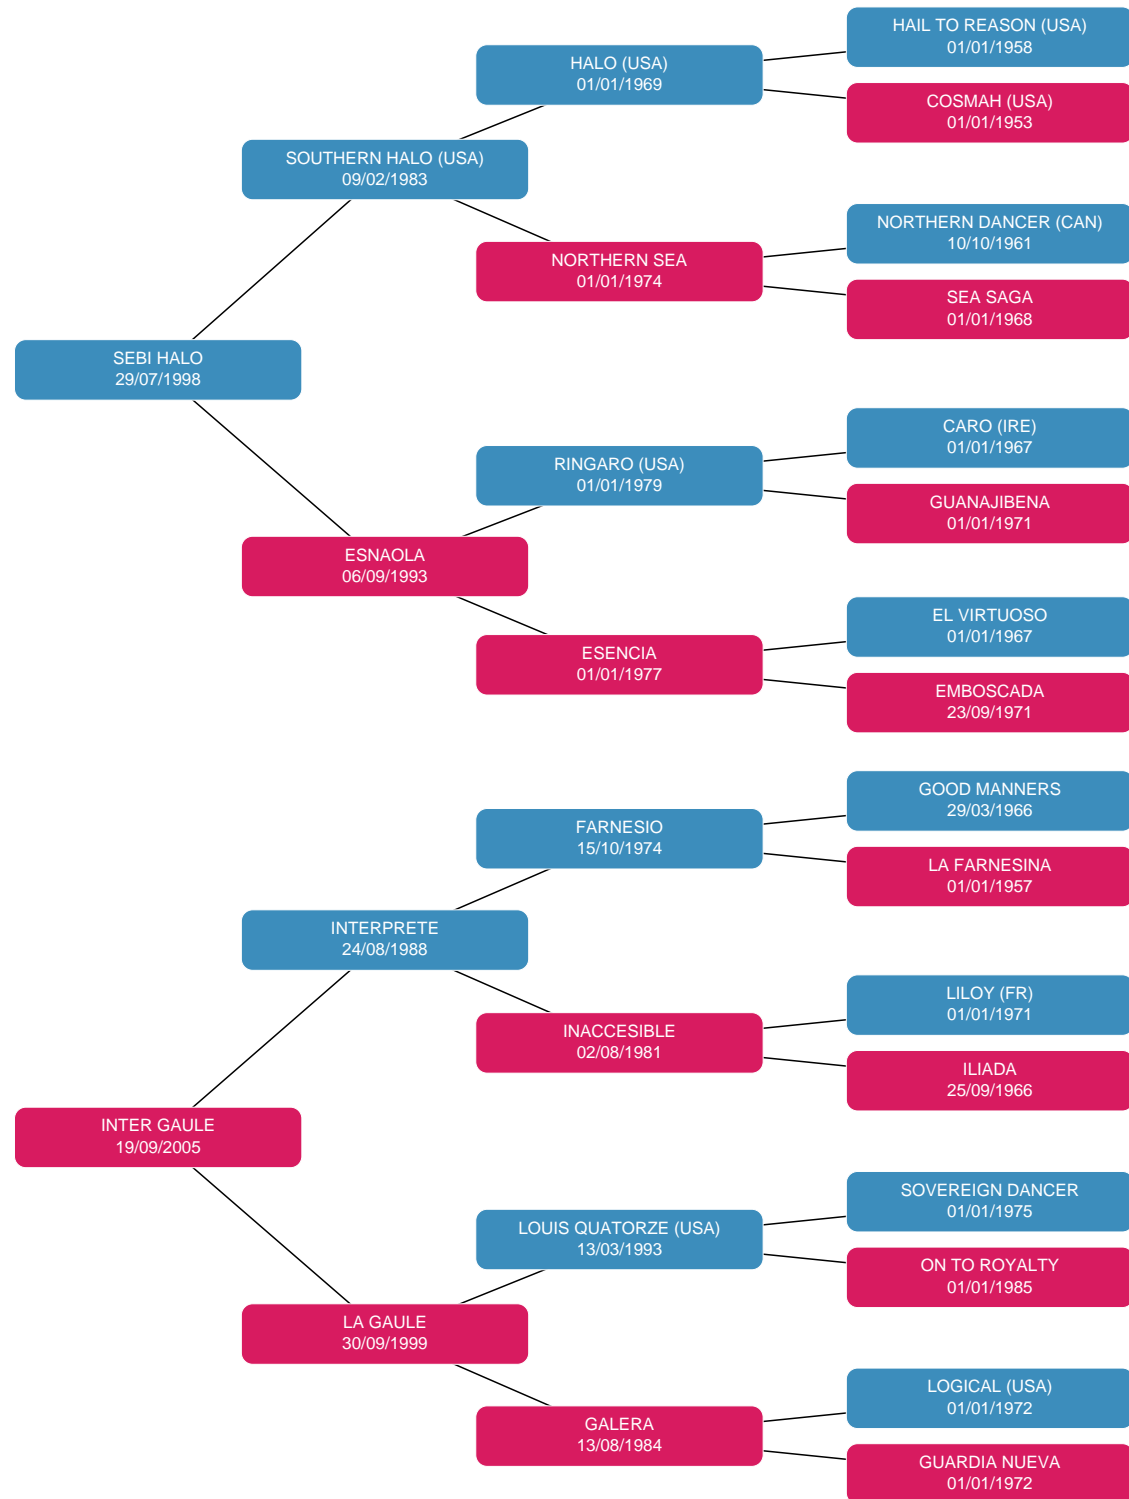 HAIL TO REASON (USA)
01/01/1958
HALO (USA)
01/01/1969
COSMAH (USA)
01/01/1953
SOUTHERN HALO (USA)
09/02/1983
NORTHERN DANCER (CAN)
10/10/1961
NORTHERN SEA
01/01/1974
SEA SAGA
01/01/1968
SEBI HALO
29/07/1998
CARO (IRE)
01/01/1967
RINGARO (USA)
01/01/1979
GUANAJIBENA
01/01/1971
ESNAOLA
06/09/1993
EL VIRTUOSO
01/01/1967
ESENCIA
01/01/1977
EMBOSCADA
23/09/1971
GOOD MANNERS
29/03/1966
FARNESIO
15/10/1974
LA FARNESINA
01/01/1957
INTERPRETE
24/08/1988
LILOY (FR)
01/01/1971
INACCESIBLE
02/08/1981
ILIADA
25/09/1966
INTER GAULE
19/09/2005
SOVEREIGN DANCER
01/01/1975
LOUIS QUATORZE (USA)
13/03/1993
ON TO ROYALTY
01/01/1985
LA GAULE
30/09/1999
LOGICAL (USA)
01/01/1972
GALERA
13/08/1984
GUARDIA NUEVA
01/01/1972